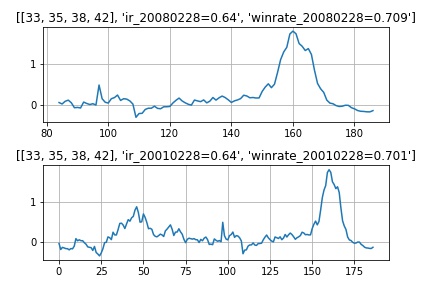 [[33, 35, 38, 42], 'ir_20080228=0.64', 'winrate_20080228=0.709']
1
0
80 100 120 140 160 180
[[33, 35, 38, 42], 'ir_20010228=0.64', 'winrate_20010228=0.701']
1
0
0 25 50 75 100 125 150 175